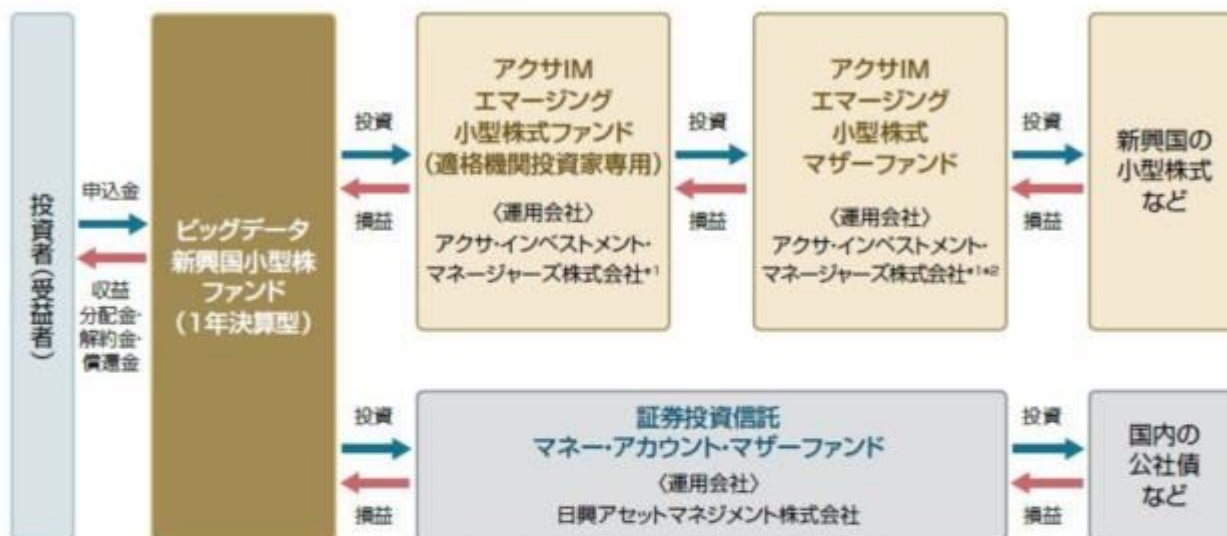 投資者(受益者)
申込金
収益
分配金・
解約金・
償還金
ビッグデータ
新興国小型株
ファンド
(1年決算型)
投資
損益
アクサIM
エマージング
小型株式ファンド
(適格機関投資家専用)
〈運用会社〉
アクサ・インベストメント・
マネージャーズ株式会社*1
投資
損益
アクサIM
エマージング
小型株式
マザーファンド
〈運用会社〉
アクサ・インベストメント・
マネージャーズ株式会社*1*2
投資
損益
新興国の
小型株式
など
投資
損益
証券投資信託
マネー・アカウント・マザーファンド
〈運用会社〉
日興アセットマネジメント株式会社
投資
損益
国内の
公社債
など